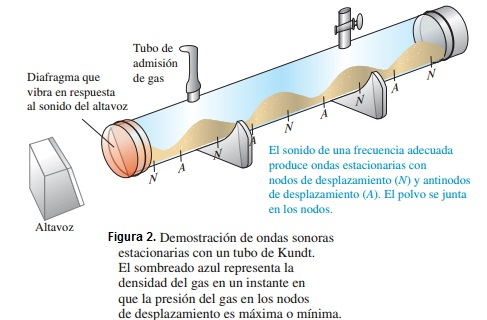 Tubo de
admisión
de gas
Diafragma que
vibra en respuesta
al sonido del altavoz
Altavoz
N
A
N
A
N
A
N
A
N
El sonido de una frecuencia adecuada
produce ondas estacionarias con
nodos de desplazamiento (N) y antinodos
de desplazamiento (A). El polvo se junta
en los nodos.
Figura 2. Demostración de ondas sonoras
estacionarias con un tubo de Kundt.
El sombreado azul representa la
densidad del gas en un instante en
que la presión del gas en los nodos
de desplazamiento es máxima o mínima.